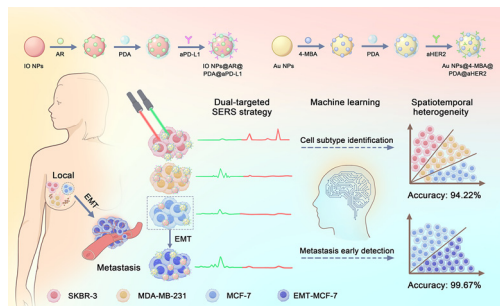 AR
PDA
aPD-L1
4-MBA
PDA
aHER2
IO NPs
IO NPs@AR@
PDA@aPD-L1
Au NPs
Au NPs@4-MBA@
PDA@aHER2
Dual-targeted
SERS strategy
Machine learning
Spatiotemporal
heterogeneity
Cell subtype identification
Accuracy: 94.22%
Local
EMT
EMT
Metastasis
Metastasis early detection
Accuracy: 99.67%
SKBR-3
MDA-MB-231
MCF-7
EMT-MCF-7